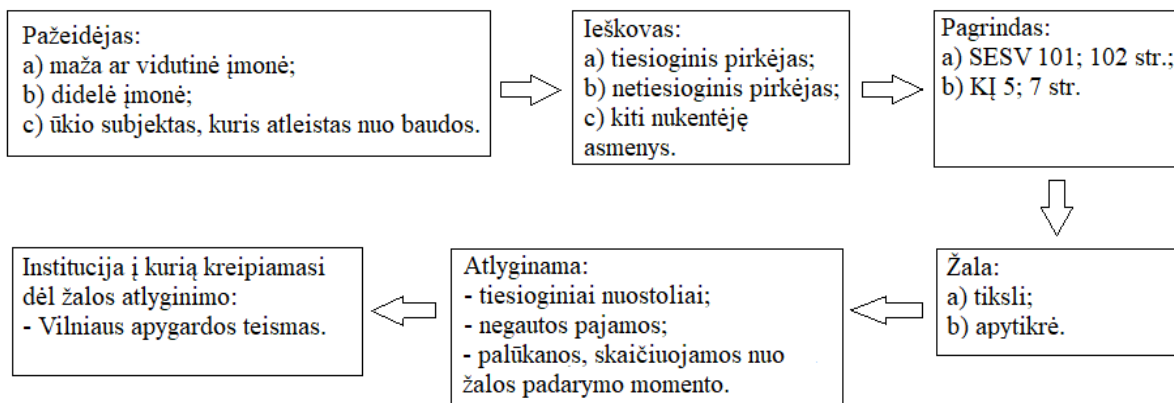 Pažeidėjas:
a) maža ar vidutinė įmonė;
b) didelė įmonė;
c) ūkio subjektas, kuris atleistas nuo baudos.
Ieškovas:
a) tiesioginis pirkėjas;
b) netiesioginis pirkėjas;
c) kiti nukentėję
asmenys.
Pagrindas:
a) SESV 101; 102 str.;
b) KĮ 5; 7 str.
Žala:
a) tiksli;
b) apytikrė.
Atlyginama:
- tiesioginiai nuostoliai;
- negautos pajamos;
- palūkanos, skaičiuojamos nuo
žalos padarymo momento.
Institucija į kurią kreipiamasi
dėl žalos atlyginimo:
- Vilniaus apygardos teismas.